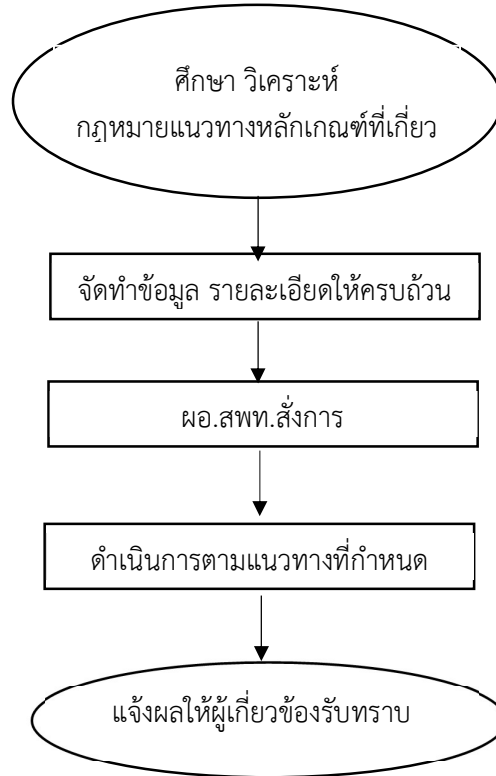 ศึกษา วิเคราะห์
กฎหมายแนวทางหลักเกณฑ์ที่เกี่ยว
จัดทำข้อมูล รายละเอียดให้ครบถ้วน
ผอ.สพท.สั่งการ
ดำเนินการตามแนวทางที่กำหนด
แจ้งผลให้ผู้เกี่ยวข้องรับทราบ